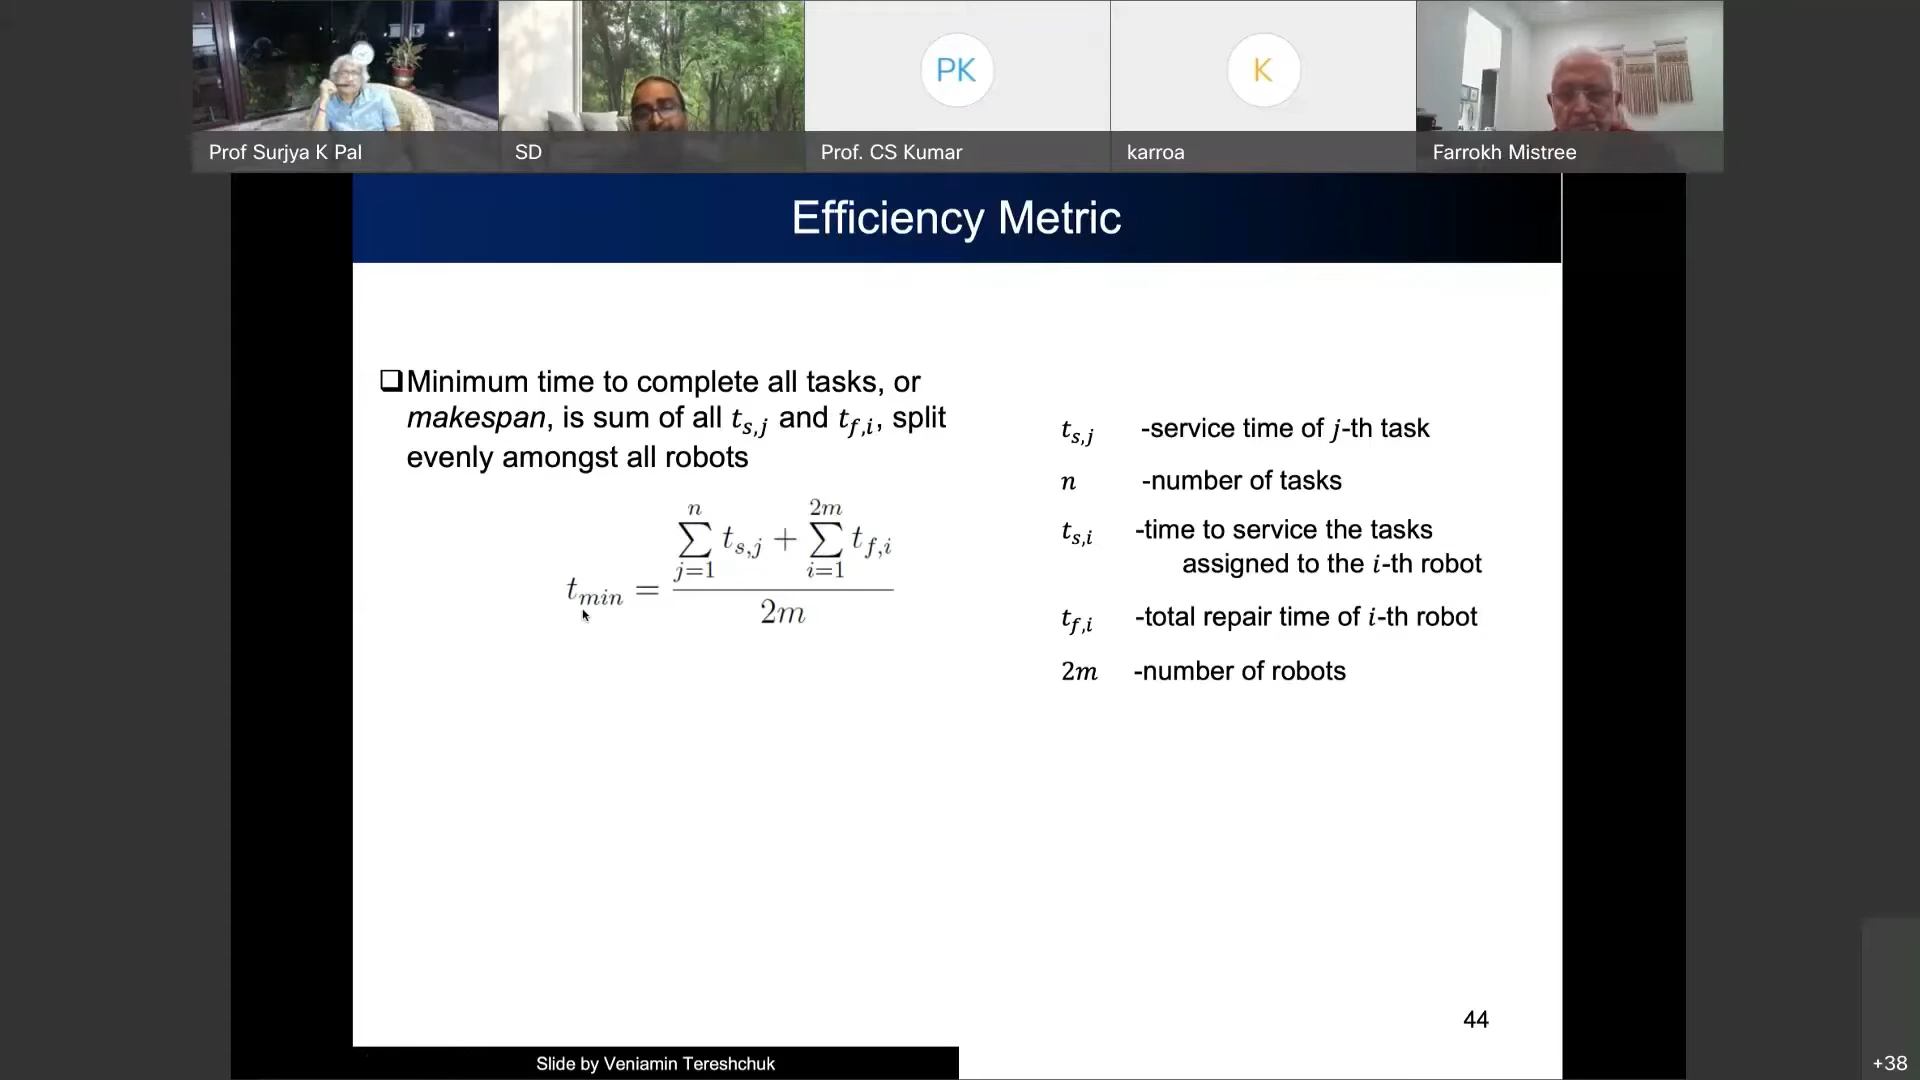 Prof Surjya K Pal
SD
PK
Prof. CS Kumar
K
karroa
Farrokh Mistree
Efficiency Metric
❑Minimum time to complete all tasks, or
makespan, is sum of all t_{s,j} and t_{f,i}, split
evenly amongst all robots
t_{min} = \frac{\sum_{j=1}^{n} t_{s,j} + \sum_{i=1}^{2m} t_{f,i}}{2m}
t_{s,j} -service time of j-th task
n -number of tasks
t_{s,i} -time to service the tasks
assigned to the i-th robot
t_{f,i} -total repair time of i-th robot
2m -number of robots
44
Slide by Veniamin Tereshchuk
+38